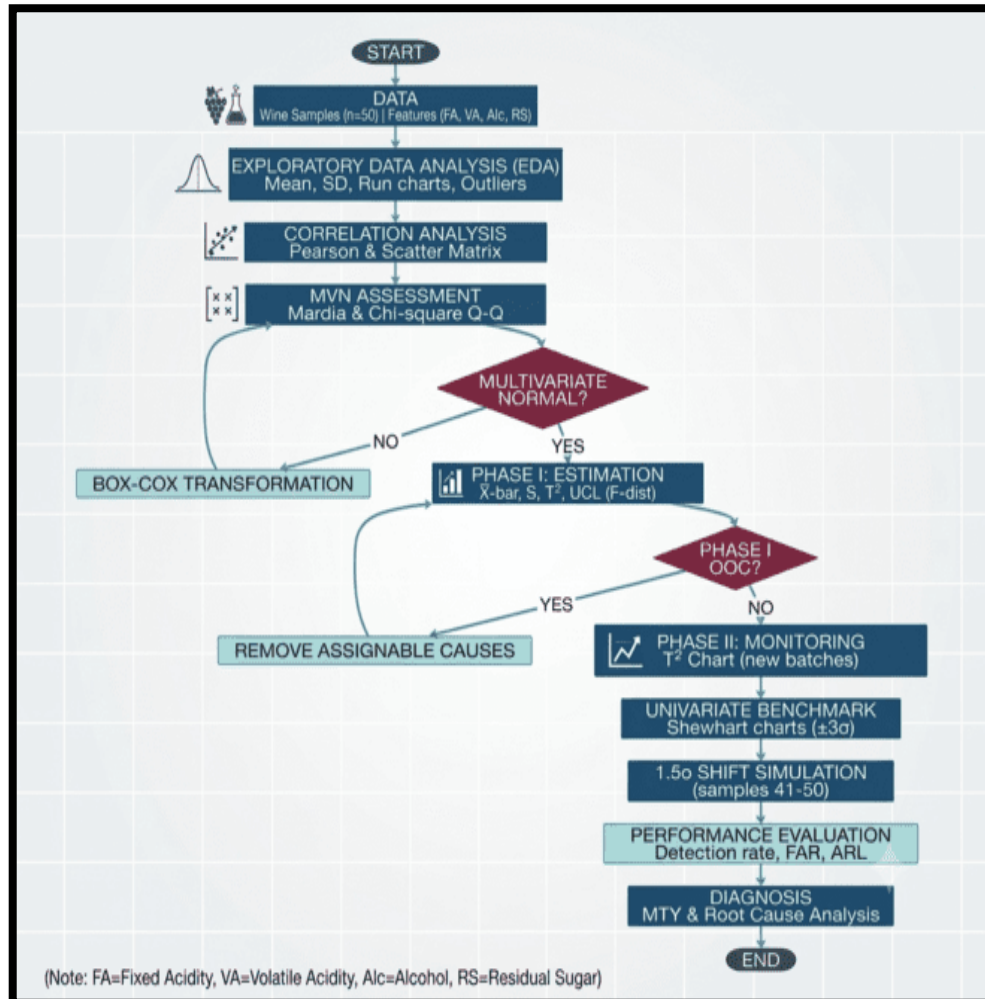 START
DATA
Wine Samples (n=50) | Features (FA, VA, Alc, RS)
EXPLORATORY DATA ANALYSIS (EDA)
Mean, SD, Run charts, Outliers
CORRELATION ANALYSIS
Pearson & Scatter Matrix
MVN ASSESSMENT
Mardia & Chi-square Q-Q
MULTIVARIATE
NORMAL?
NO
YES
BOX-COX TRANSFORMATION
PHASE I: ESTIMATION
X̄-bar, S, T², UCL (F-dist)
PHASE I
OOC?
YES
NO
REMOVE ASSIGNABLE CAUSES
PHASE II: MONITORING
T² Chart (new batches)
UNIVARIATE BENCHMARK
Shewhart charts (±3σ)
1.5σ SHIFT SIMULATION
(samples 41-50)
PERFORMANCE EVALUATION
Detection rate, FAR, ARL
DIAGNOSIS
MTY & Root Cause Analysis
END
(Note: FA=Fixed Acidity, VA=Volatile Acidity, Alc=Alcohol, RS=Residual Sugar)